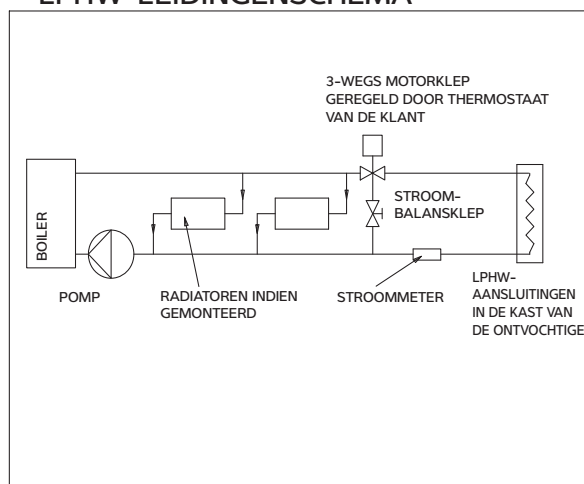 LPHW-LEIDINGENSCHEMA
3-WEGS MOTORKLEP
GEREGELD DOOR THERMOSTAAT
VAN DE KLANT
BOILER
STROOM-
BALANSKLEP
POMP
RADIATOREN INDIEN
GEMONTEERD
STROOMMETER
LPHW-
AANSLUITINGEN
IN DE KAST VAN
DE ONTVOCHTIGE